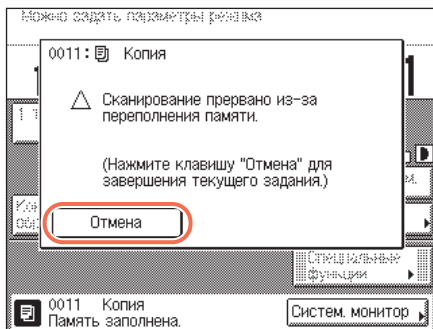 Можно задать параметры режима
0011: Копия
Сканирование прервано из-за
переполнения памяти.
(Нажмите клавишу "Отмена" для
завершения текущего задания.)
Отмена
Специальные
функции
0011 Копия
Память заполнена.
Систем. монитор